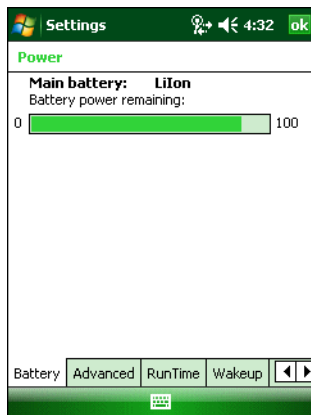 Settings 4:32 ok
Power
Main battery: LiIon
Battery power remaining:
0 100
Battery Advanced RunTime Wakeup